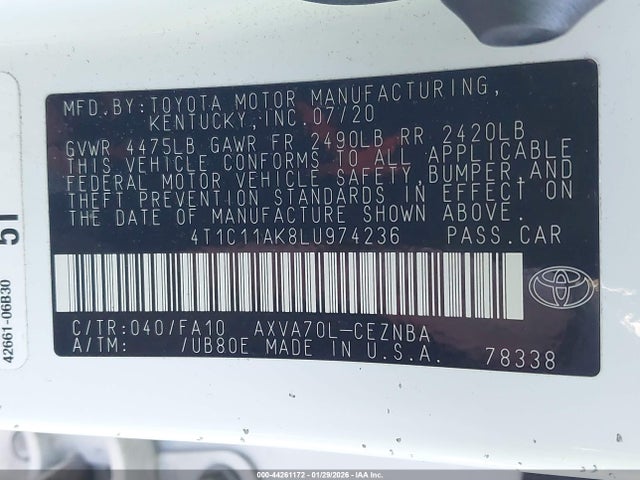 MFD.BY:TOYOTA MOTOR MANUFACTURING,
KENTUCKY,INC.07/20
GVWR 4475LB GAWR FR 2490LB RR 2420LB
THIS VEHICLE CONFORMS TO ALL APPLICABLE
FEDERAL MOTOR VEHICLE SAFETY,BUMPER,AND
THEFT PREVENTION STANDARDS IN EFFECT ON
THE DATE OF MANUFACTURE SHOWN ABOVE.
4T1C11AK8LU974236 PASS.CAR
C/TR:040/FA10 AXVA70L-CEZNBA
A/TM: /UB80E MADE IN U.S.A. 78338
51
42661-06B30
000-44261172 - 01/29/2026 - IAA Inc.